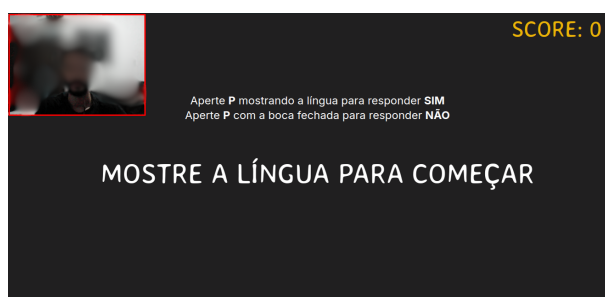 SCORE: 0
Aperte P mostrando a língua para responder SIM
Aperte P com a boca fechada para responder NÃO
MOSTRE A LÍNGUA PARA COMEÇAR